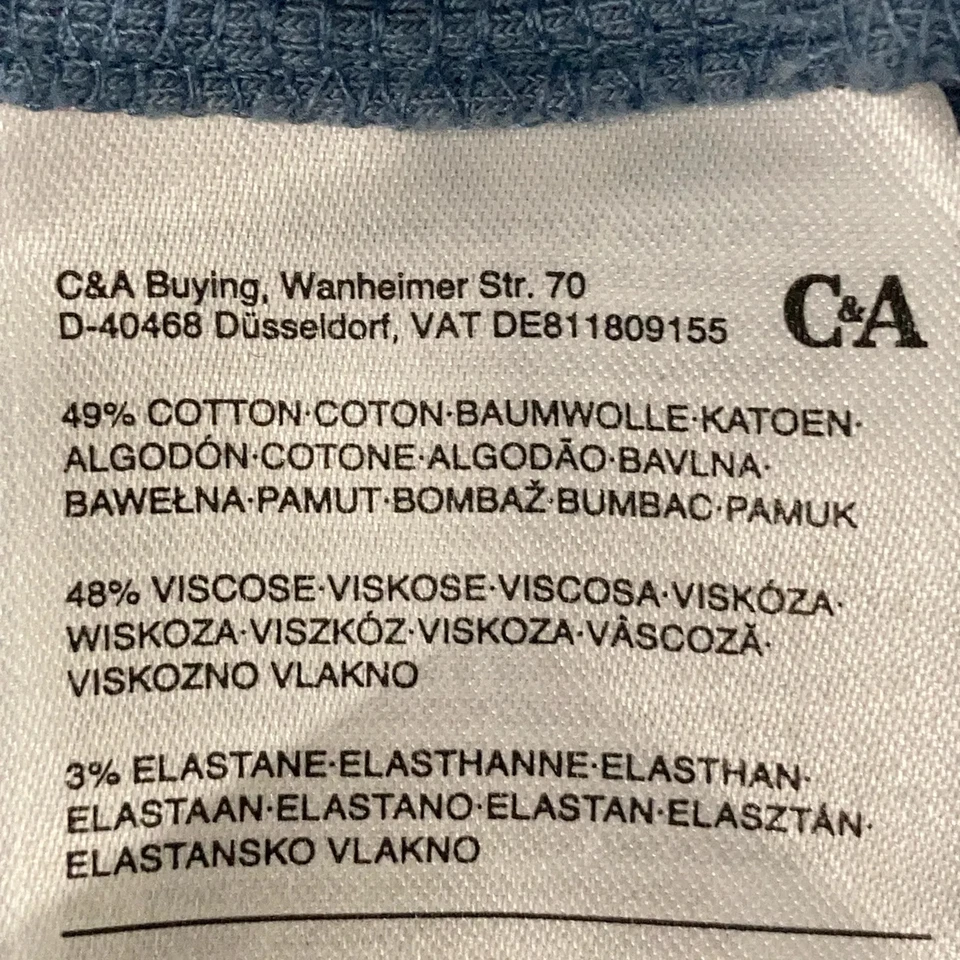 C&A Buying, Wanheimer Str. 70
D-40468 Düsseldorf, VAT DE811809155
C&A
49% COTTON·COTON·BAUMWOLLE·KATOEN·
ALGODÓN·COTONE·ALGODÃO·BAVLNA·
BAWEŁNA·PAMUT·BOMBAŽ·BUMBAC·PAMUK
48% VISCOSE·VISKOSE·VISCOSA·VISKÓZA·
WISKOZA·VISZKÓZ·VISKOZA·VÂSCOZĂ·
VISKOZNO VLAKNO
3% ELASTANE·ELASTHANNE·ELASTHAN·
ELASTAAN·ELASTANO·ELASTAN·ELASZTÁN·
ELASTANSKO VLAKNO